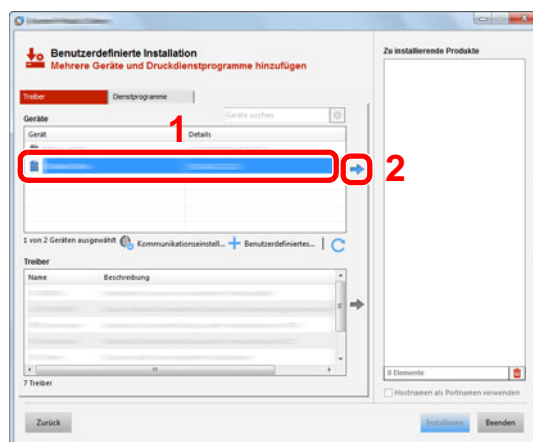 Benutzerdefinierte Installation
Mehrere Geräte und Druckdienstprogramme hinzufügen
Treiber
Dienstprogramme
Geräte
Geräte suchen
1
Gerät
Details
2
1 von 2 Geräten ausgewählt
Kommunikationseinstell...
Benutzerdefiniertes...
Treiber
Name
Beschreibung
7 Treiber
Zu installierende Produkte
0 Elemente
Hostnamen als Portnamen verwenden
Zurück
Installieren
Beenden